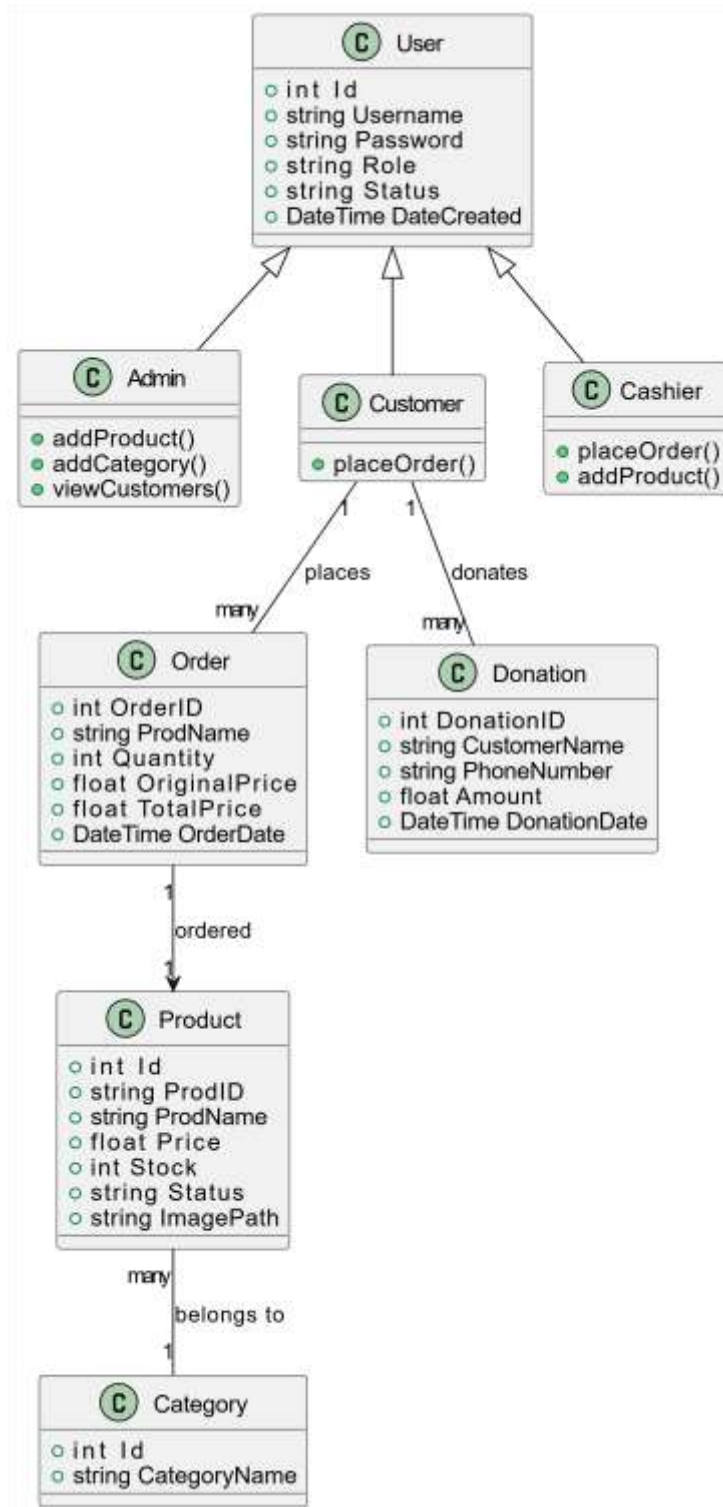 C User
int Id
string Username
string Password
string Role
string Status
DateTime DateCreated
C Admin
addProduct()
addCategory()
viewCustomers()
C Customer
placeOrder()
C Cashier
placeOrder()
addProduct()
1
1
places
donates
many
many
C Order
int OrderID
string ProdName
int Quantity
float OriginalPrice
float TotalPrice
DateTime OrderDate
C Donation
int DonationID
string CustomerName
string PhoneNumber
float Amount
DateTime DonationDate
1
ordered
1
C Product
int Id
string ProdID
string ProdName
float Price
int Stock
string Status
string ImagePath
many
belongs to
1
C Category
int Id
string CategoryName